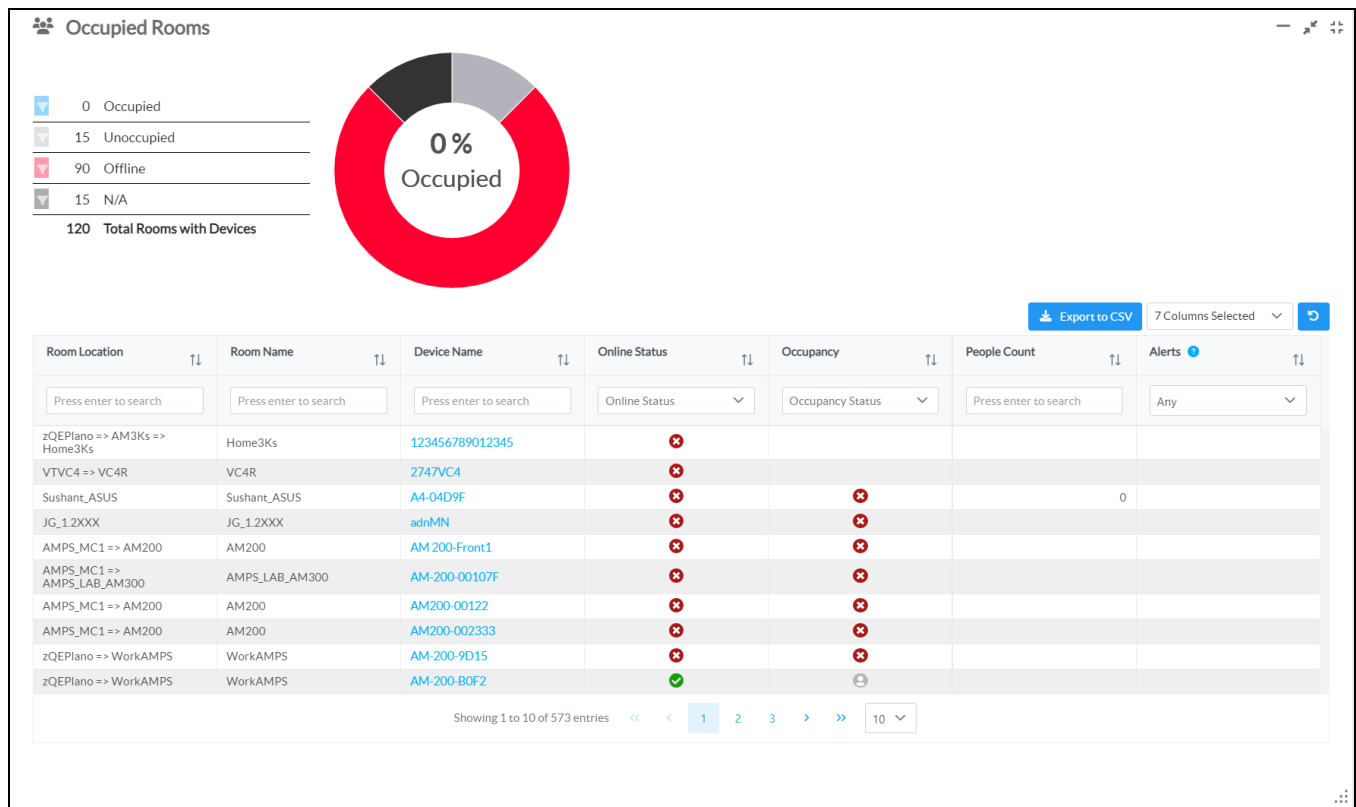 Occupied Rooms
0 Occupied
15 Unoccupied
90 Offline
15 N/A
120 Total Rooms with Devices
0 %
Occupied
Export to CSV 7 Columns Selected
Room Location Room Name Device Name Online Status Occupancy People Count Alerts ?
Press enter to search Press enter to search Press enter to search Online Status Occupancy Status Press enter to search Any
zQEPlano => AM3Ks =>
Home3Ks Home3Ks 123456789012345
VTVC4 => VC4R VC4R 2747VC4
Sushant_ASUS Sushant_ASUS A4-04D9F 0
JG_1.2XXX JG_1.2XXX adnMN
AMPS_MC1 => AM200 AM200 AM 200-Front1
AMPS_MC1 =>
AMPS_LAB_AM300 AMPS_LAB_AM300 AM-200-00107F
AMPS_MC1 => AM200 AM200 AM200-00122
AMPS_MC1 => AM200 AM200 AM200-002333
zQEPlano => WorkAMPS WorkAMPS AM-200-9D15
zQEPlano => WorkAMPS WorkAMPS AM-200-B0F2
Showing 1 to 10 of 573 entries « ‹ 1 2 3 › » 10